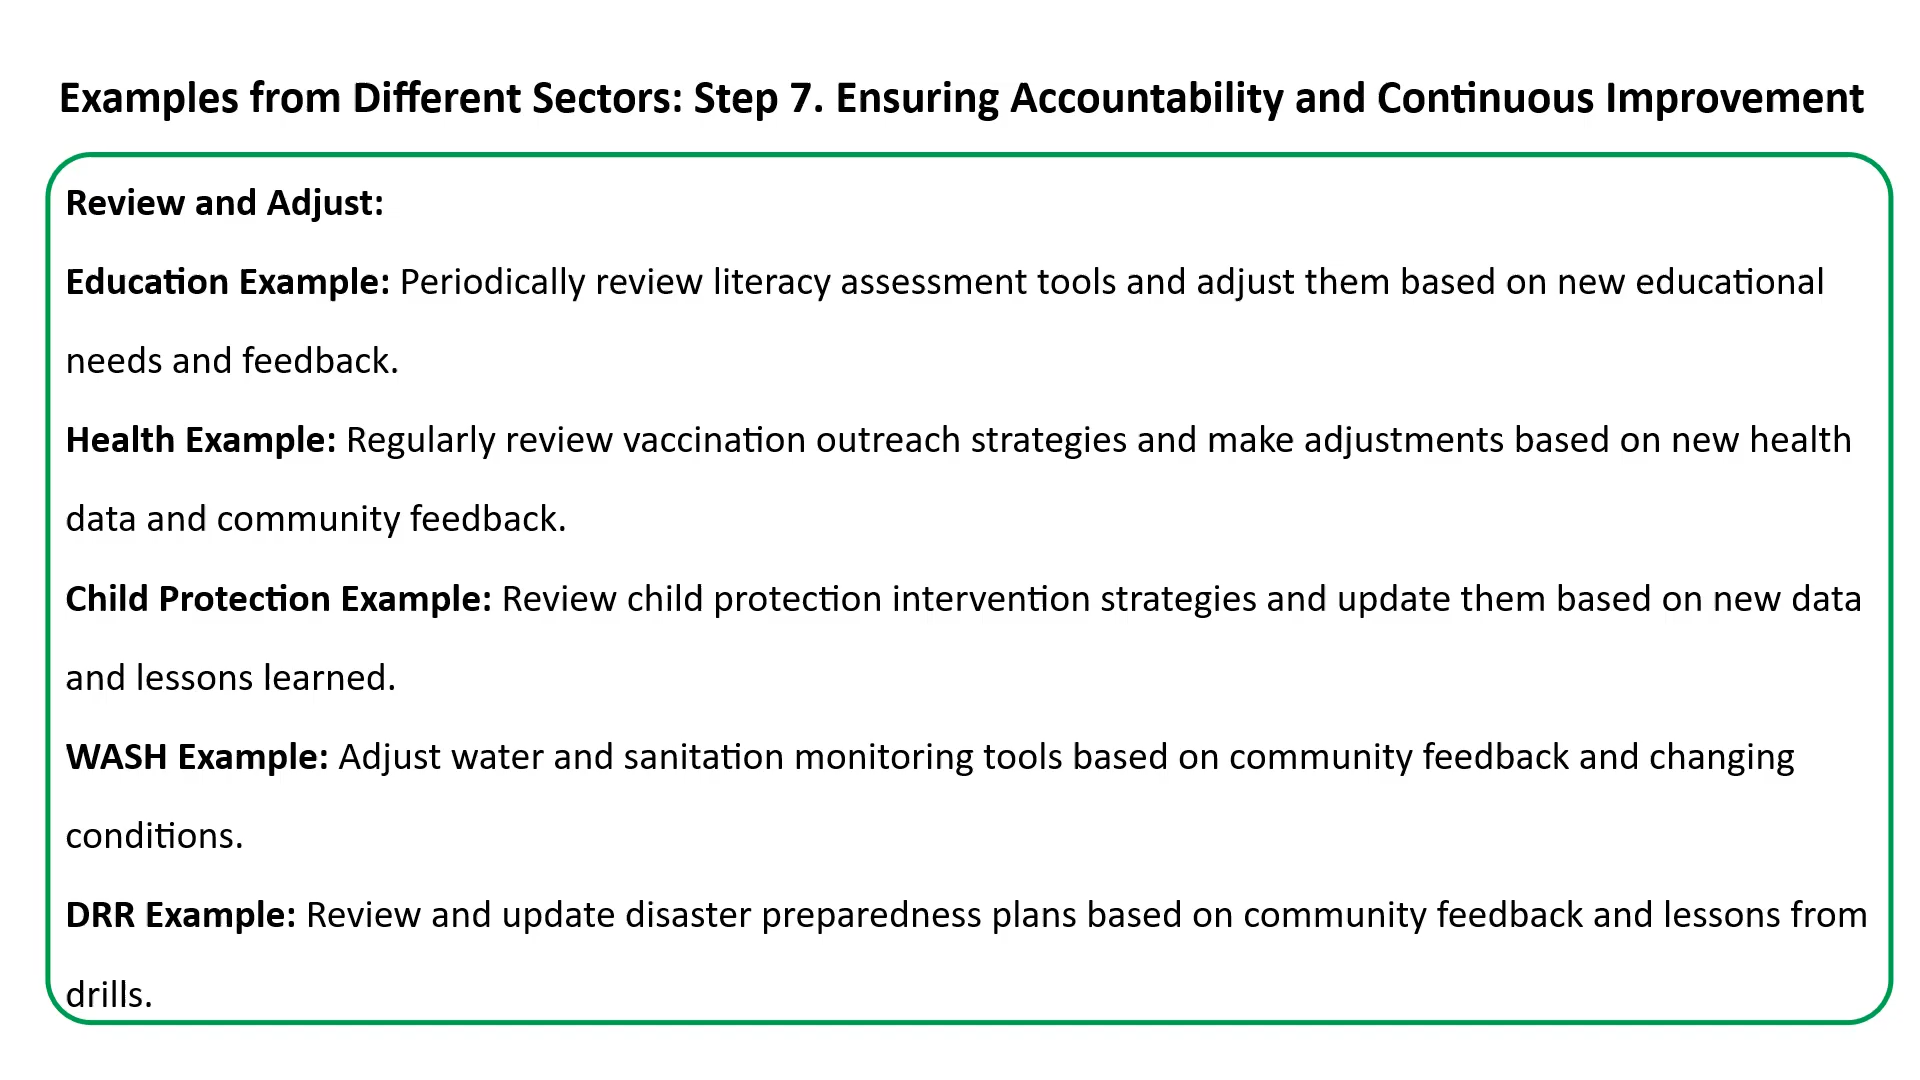 Examples from Different Sectors: Step 7. Ensuring Accountability and Continuous Improvement
Review and Adjust:
Education Example: Periodically review literacy assessment tools and adjust them based on new educational
needs and feedback.
Health Example: Regularly review vaccination outreach strategies and make adjustments based on new health
data and community feedback.
Child Protection Example: Review child protection intervention strategies and update them based on new data
and lessons learned.
WASH Example: Adjust water and sanitation monitoring tools based on community feedback and changing
conditions.
DRR Example: Review and update disaster preparedness plans based on community feedback and lessons from
drills.